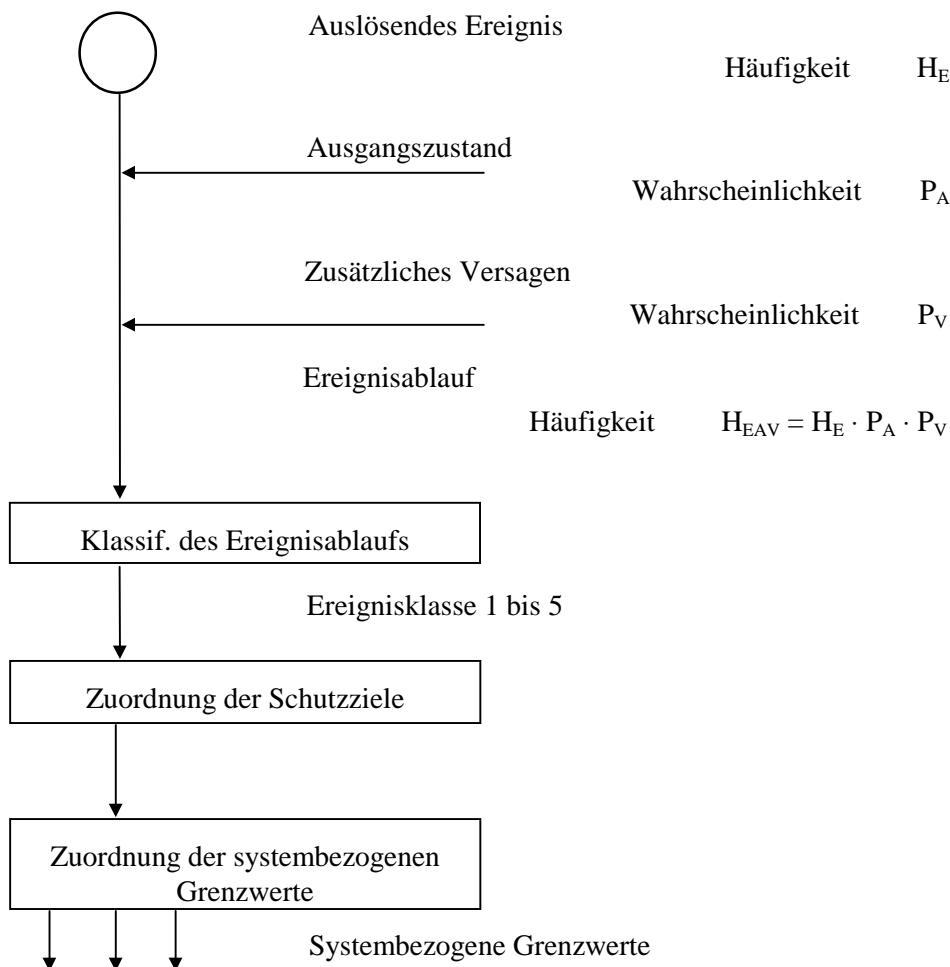 Auslösendes Ereignis
Häufigkeit H_E
Ausgangszustand
Wahrscheinlichkeit P_A
Zusätzliches Versagen
Wahrscheinlichkeit P_V
Ereignisablauf
Häufigkeit H_EAV = H_E · P_A · P_V
Klassif. des Ereignisablaufs
Ereignisklasse 1 bis 5
Zuordnung der Schutzziele
Zuordnung der systembezogenen
Grenzwerte
Systembezogene Grenzwerte